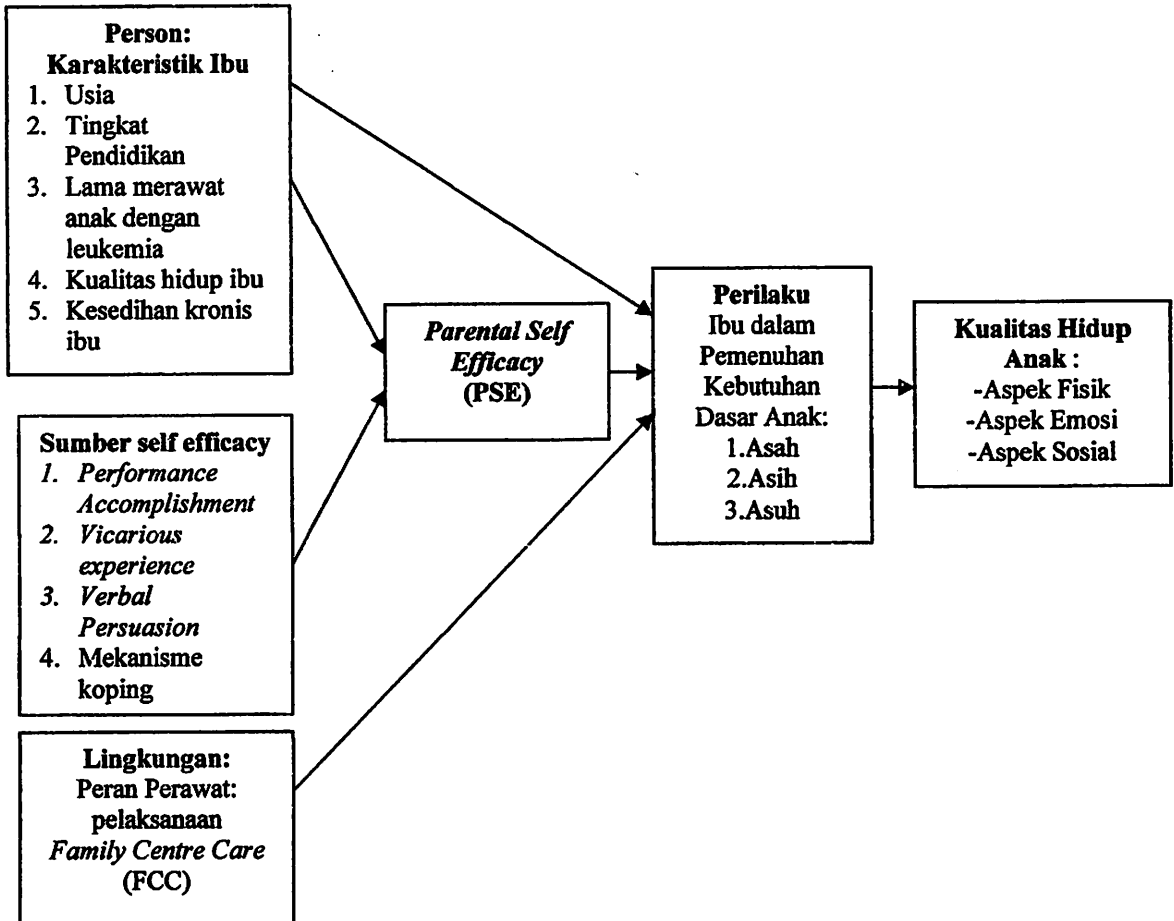 Person:
Karakteristik Ibu
1. Usia
2. Tingkat
Pendidikan
3. Lama merawat
anak dengan
leukemia
4. Kualitas hidup ibu
5. Kesedihan kronis
ibu
Sumber self efficacy
1. Performance
Accomplishment
2. Vicarious
experience
3. Verbal
Persuasion
4. Mekanisme
koping
Lingkungan:
Peran Perawat:
pelaksanaan
Family Centre Care
(FCC)
Parental Self
Efficacy
(PSE)
Perilaku
Ibu dalam
Pemenuhan
Kebutuhan
Dasar Anak:
1.Asah
2.Asih
3.Asuh
Kualitas Hidup
Anak :
-Aspek Fisik
-Aspek Emosi
-Aspek Sosial